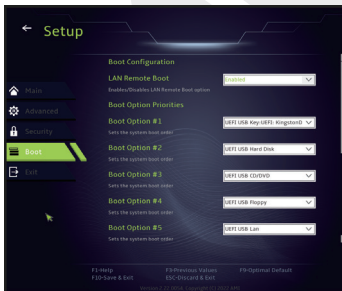 Setup
Boot Configuration
LAN Remote Boot
Enabled
Enables/Disables LAN Remote Boot option
Boot Option Priorities
Boot Option #1
UEFI USB Key:UEFI: KingstonD
Sets the system boot order
Boot Option #2
UEFI USB Hard Disk
Sets the system boot order
Boot Option #3
UEFI USB CD/DVD
Sets the system boot order
Boot Option #4
UEFI USB Floppy
Sets the system boot order
Boot Option #5
UEFI USB Lan
Sets the system boot order
Main
Advanced
Security
Boot
Exit
F1-Help
F3-Previous Values
F9-Optimal Default
F10-Save & Exit
ESC-Discard & Exit